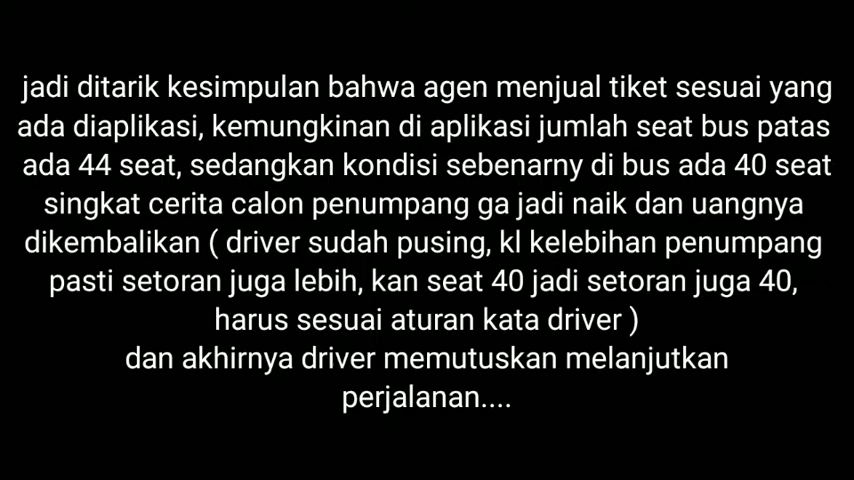 jadi ditarik kesimpulan bahwa agen menjual tiket sesuai yang
ada diaplikasi, kemungkinan di aplikasi jumlah seat bus patas
ada 44 seat, sedangkan kondisi sebenarny di bus ada 40 seat
singkat cerita calon penumpang ga jadi naik dan uangnya
dikembalikan ( driver sudah pusing, kl kelebihan penumpang
pasti setoran juga lebih, kan seat 40 jadi setoran juga 40,
harus sesuai aturan kata driver )
dan akhirnya driver memutuskan melanjutkan
perjalanan....